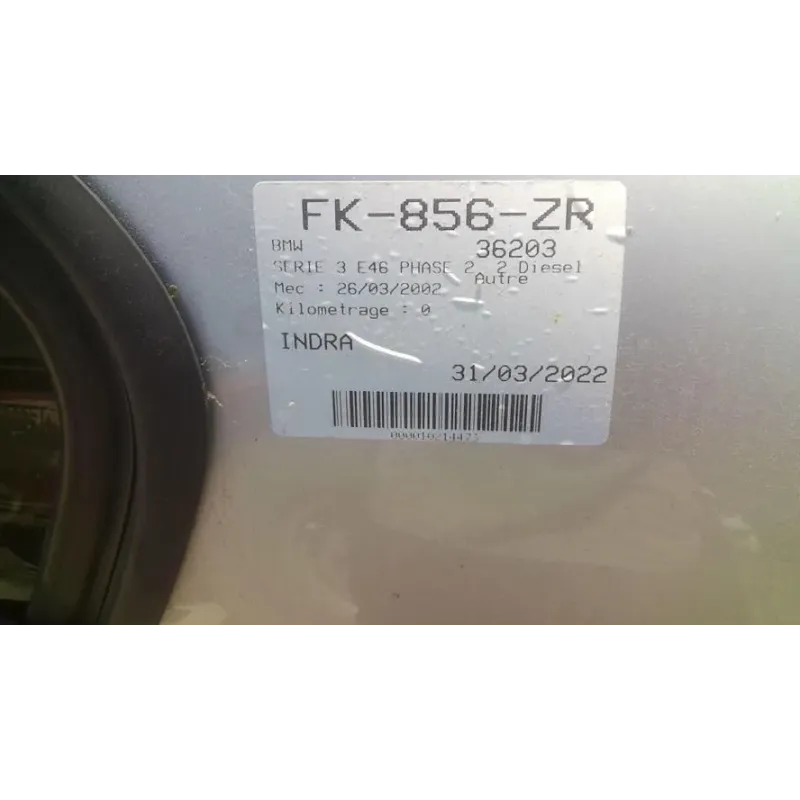 FK-856-ZR
BMW 36203
SERIE 3 E46 PHASE 2 2 Diesel
Autre
Mec : 26/03/2002
Kilometrage : 0
INDRA
31/03/2022